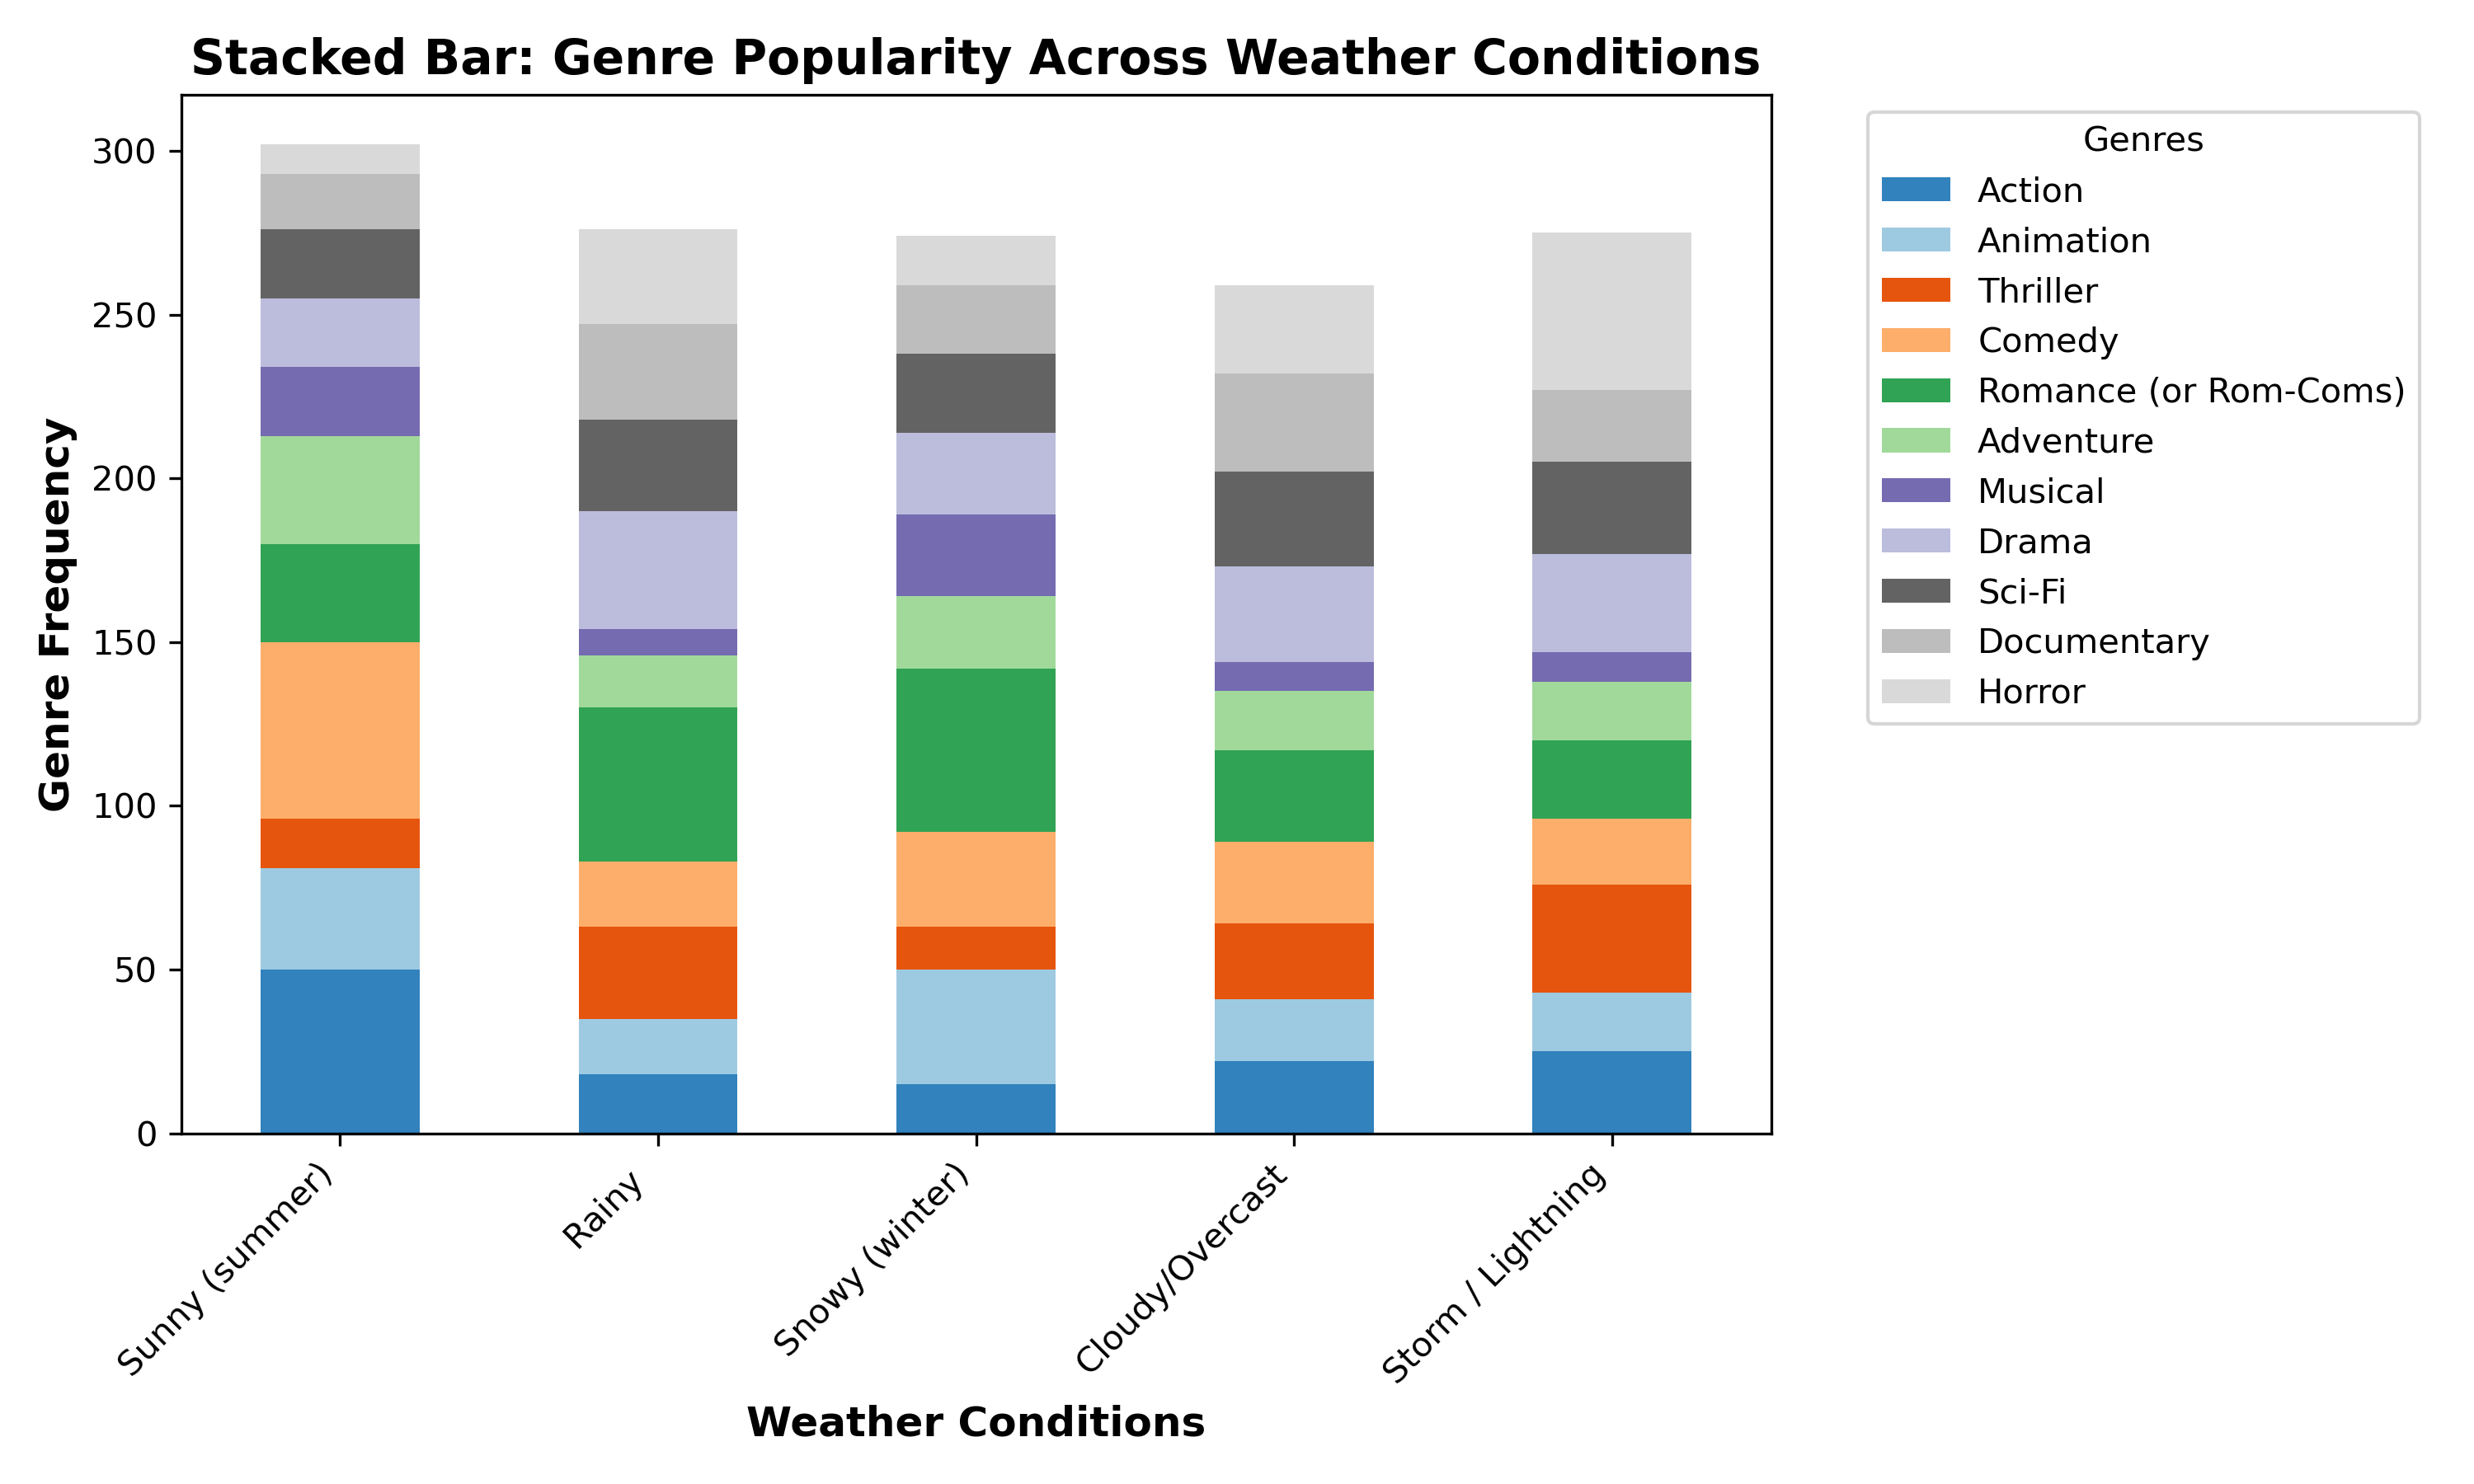 Stacked Bar: Genre Popularity Across Weather Conditions
Genre Frequency
300
250
200
150
100
50
0
Sunny (summer)
Rainy
Snowy (winter)
Cloudy/Overcast
Storm / Lightning
Weather Conditions
Genres
Action
Animation
Thriller
Comedy
Romance (or Rom-Coms)
Adventure
Musical
Drama
Sci-Fi
Documentary
Horror